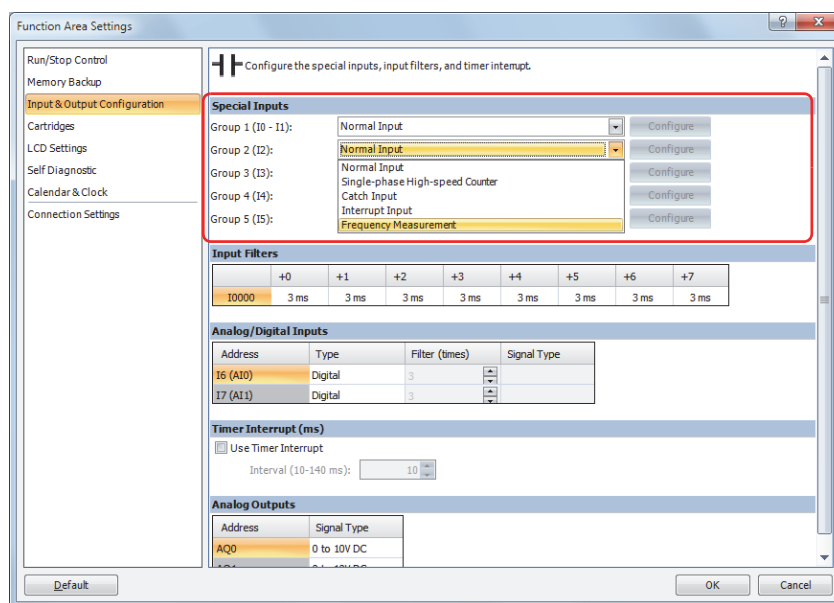 Function Area Settings
Run/Stop Control
Memory Backup
Input & Output Configuration
Cartridges
LCD Settings
Self Diagnostic
Calendar & Clock
Connection Settings
Configure the special inputs, input filters, and timer interrupt.
Special Inputs
Group 1 (I0 - I1): Normal Input Configure
Group 2 (I2): Normal Input Configure
Group 3 (I3): Configure
Group 4 (I4): Configure
Group 5 (I5): Configure
Normal Input
Single-phase High-speed Counter
Catch Input
Interrupt Input
Frequency Measurement
Input Filters
+0 +1 +2 +3 +4 +5 +6 +7
I0000 3 ms 3 ms 3 ms 3 ms 3 ms 3 ms 3 ms 3 ms
Analog/Digital Inputs
Address Type Filter (times) Signal Type
I6 (AI0) Digital 3
I7 (AI1) Digital 3
Timer Interrupt (ms)
Use Timer Interrupt
Interval (10-140 ms): 10
Analog Outputs
Address Signal Type
AQ0 0 to 10V DC
Default OK Cancel